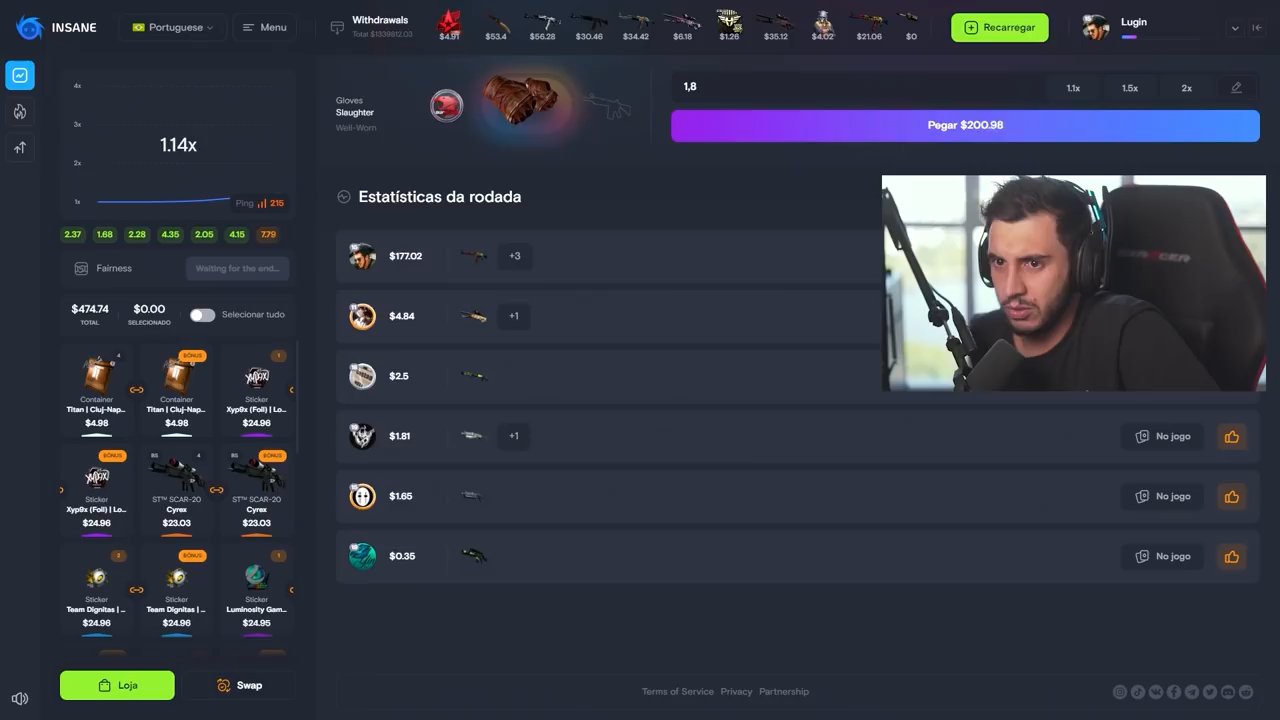 INSANE
Portuguese
Menu
Withdrawals
Total $1339812.03
$4.91
$53.4
$56.28
$30.46
$34.42
$6.18
$1.26
$35.12
$4.02
$21.06
$0
Recarregar
Lugin
4x
3x
2x
1x
1.14x
Ping 215
2.37 1.68 2.28 4.35 2.05 4.15 7.79
Fairness
Waiting for the end...
$474.74
TOTAL
$0.00
SELECIONADO
Selecionar tudo
4
Container
Titan | Cluj-Nap...
$4.98
BÔNUS
Container
Titan | Cluj-Nap...
$4.98
1
Sticker
Xyp9x (Foil) | Lo...
$24.96
BÔNUS
Sticker
Xyp9x (Foil) | Lo...
$24.96
BS 4
ST™ SCAR-20
Cyrex
$23.03
BS BÔNUS
ST™ SCAR-20
Cyrex
$23.03
3
Sticker
Team Dignitas | ...
$24.96
BÔNUS
Sticker
Team Dignitas | ...
$24.96
1
Sticker
Luminosity Gam...
$24.95
Loja
Swap
Gloves
Slaughter
Well-Worn
1,8
1.1x
1.5x
2x
Pegar $200.98
Estatísticas da rodada
$177.02 +3
$4.84 +1
$2.5
$1.81 +1 No jogo
$1.65 No jogo
$0.35 No jogo
Terms of Service Privacy Partnership